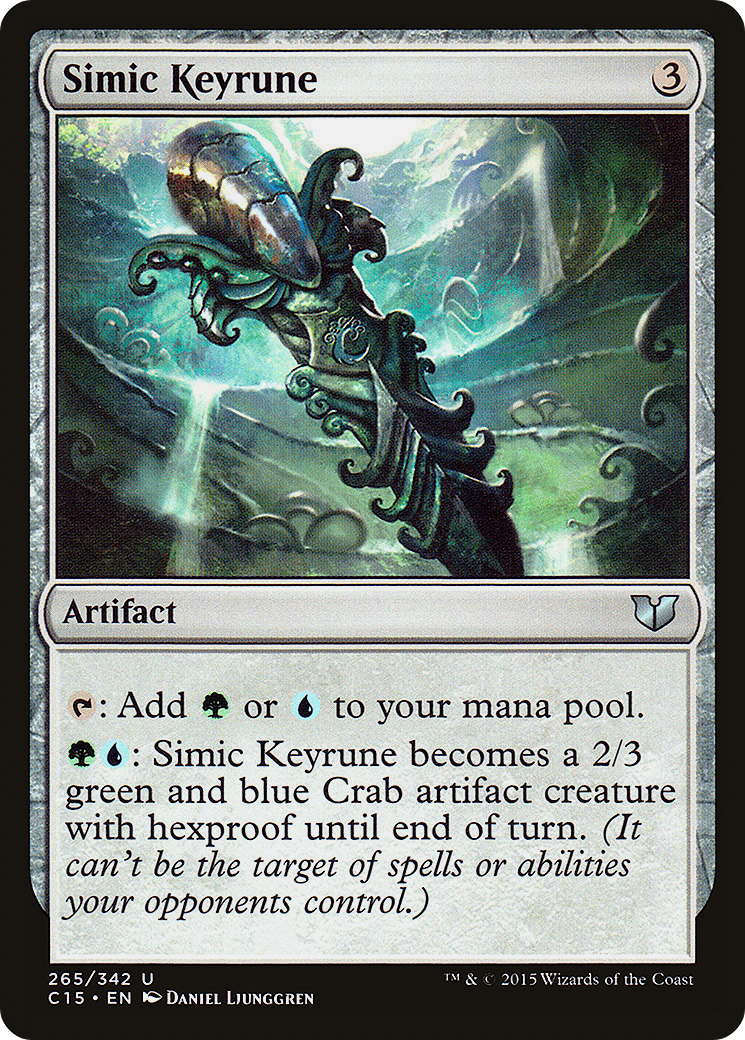 Simic Keyrune 3
Artifact
: Add or to your mana pool.
: Simic Keyrune becomes a 2/3
green and blue Crab artifact creature
with hexproof until end of turn. (It
can't be the target of spells or abilities
your opponents control.)
265/342 U
C15 • EN Daniel Ljunggren
™ & © 2015 Wizards of the Coast